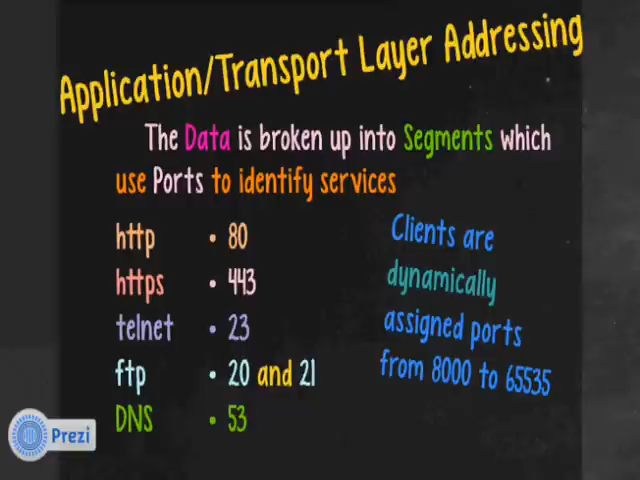 Application/Transport Layer Addressing
The Data is broken up into Segments which
use Ports to identify services
http • 80
https • 443
telnet • 23
ftp • 20 and 21
DNS • 53
Clients are
dynamically
assigned ports
from 8000 to 65535
Prezi